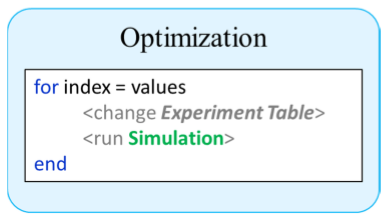 Optimization
for index = values
<change Experiment Table>
<run Simulation>
end